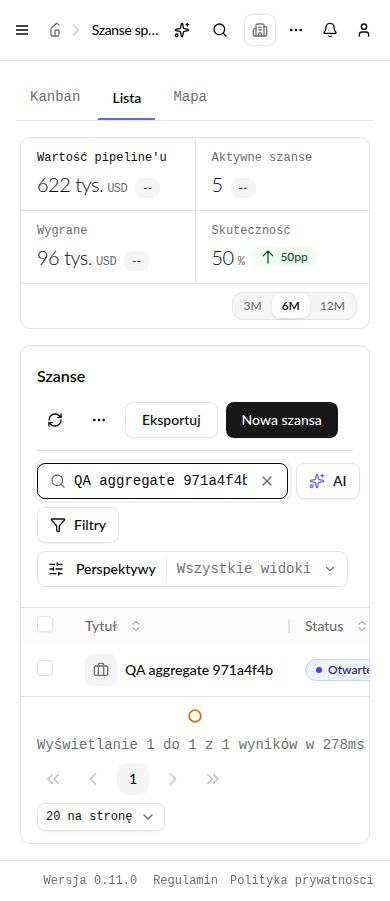 Szanse sp...
Kanban Lista Mapa
Wartość pipeline'u
622 tys. USD --
Aktywne szanse
5 --
Wygrane
96 tys. USD --
Skuteczność
50 % 50pp
3M 6M 12M
Szanse
Eksportuj Nowa szansa
QA aggregate 971a4f4b AI
Filtry
Perspektywy Wszystkie widoki
Tytuł Status
QA aggregate 971a4f4b Otwarte
Wyświetlanie 1 do 1 z 1 wyników w 278ms
1
20 na stronę
Wersja 0.11.0 Regulamin Polityka prywatności